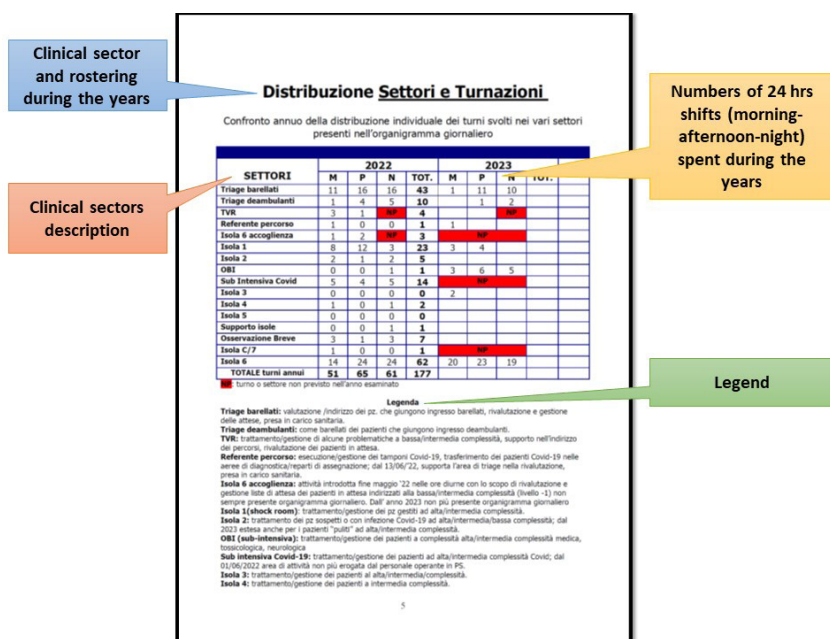 Clinical sector
and rostering
during the years
Distribuzione Settori e Turnazioni
Confronto annuo della distribuzione individuale dei turni svolti nei vari settori
presenti nell'organigramma giornaliero
Numbers of 24 hrs
shifts (morning-
afternoon-night)
spent during the
years
Clinical sectors
description
2022 2023
SETTORI M P N TOT. M P N TOT.
Triage barellati 11 16 16 43 1 11 10
Triage deambulanti 1 4 5 10 1 2
TVR 3 1 NP 4 NP
Referente percorso 1 0 0 1 1
Isola 6 accoglienza 1 2 NP 3 NP
Isola 1 8 12 3 23 3 4
Isola 2 2 1 2 5
OBI 0 0 1 1 3 6 5
Sub Intensiva Covid 5 4 5 14 NP
Isola 3 0 0 0 0 2
Isola 4 1 0 1 2
Isola 5 0 0 0 0
Supporto isole 0 0 1 1
Osservazione Breve 3 1 3 7
Isola C/7 1 0 0 1 NP
Isola 6 14 24 24 62 20 23 19
TOTALE turni annui 51 65 61 177
NP: turno o settore non previsto nell'anno esaminato
Legend
Legenda
Triage barellati: valutazione /indirizzo dei pz. che giungono ingresso barellati, rivalutazione e gestione
delle attese, presa in carico sanitaria.
Triage deambulanti: come barellati dei pazienti che giungono ingresso deambulanti.
TVR: trattamento/gestione di alcune problematiche a bassa/intermedia complessità, supporto nell'indirizzo
dei percorsi, rivalutazione dei pazienti in attesa.
Referente percorso: esecuzione/gestione dei tamponi Covid-19, trasferimento dei pazienti Covid-19 nelle
aeree di diagnostica/reparti di assegnazione; dal 13/06/'22, supporta l'area di triage nella rivalutazione,
presa in carico sanitaria.
Isola 6 accoglienza: attività introdotta fine maggio '22 nelle ore diurne con lo scopo di rivalutazione e
gestione liste di attesa dei pazienti in attesa indirizzati alla bassa/intermedia complessità (livello -1) non
sempre presente organigramma giornaliero. Dall' anno 2023 non più presente organigramma giornaliero
Isola 1(shock room): trattamento/gestione dei pz gestiti ad alta/intermedia complessità.
Isola 2: trattamento dei pz sospetti o con infezione Covid-19 ad alta/intermedia/bassa complessità; dal
2023 estesa anche per i pazienti "puliti" ad alta/intermedia complessità.
OBI (sub-intensiva): trattamento/gestione dei pazienti a complessità alta/intermedia complessità medica,
tossicologica, neurologica
Sub intensiva Covid-19: trattamento/gestione dei pazienti ad alta/intermedia complessità Covid; dal
01/06/2022 area di attività non più erogata dal personale operante in PS.
Isola 3: trattamento/gestione dei pazienti al alta/intermedia/complessità.
Isola 4: trattamento/gestione dei pazienti a intermedia complessità.
5